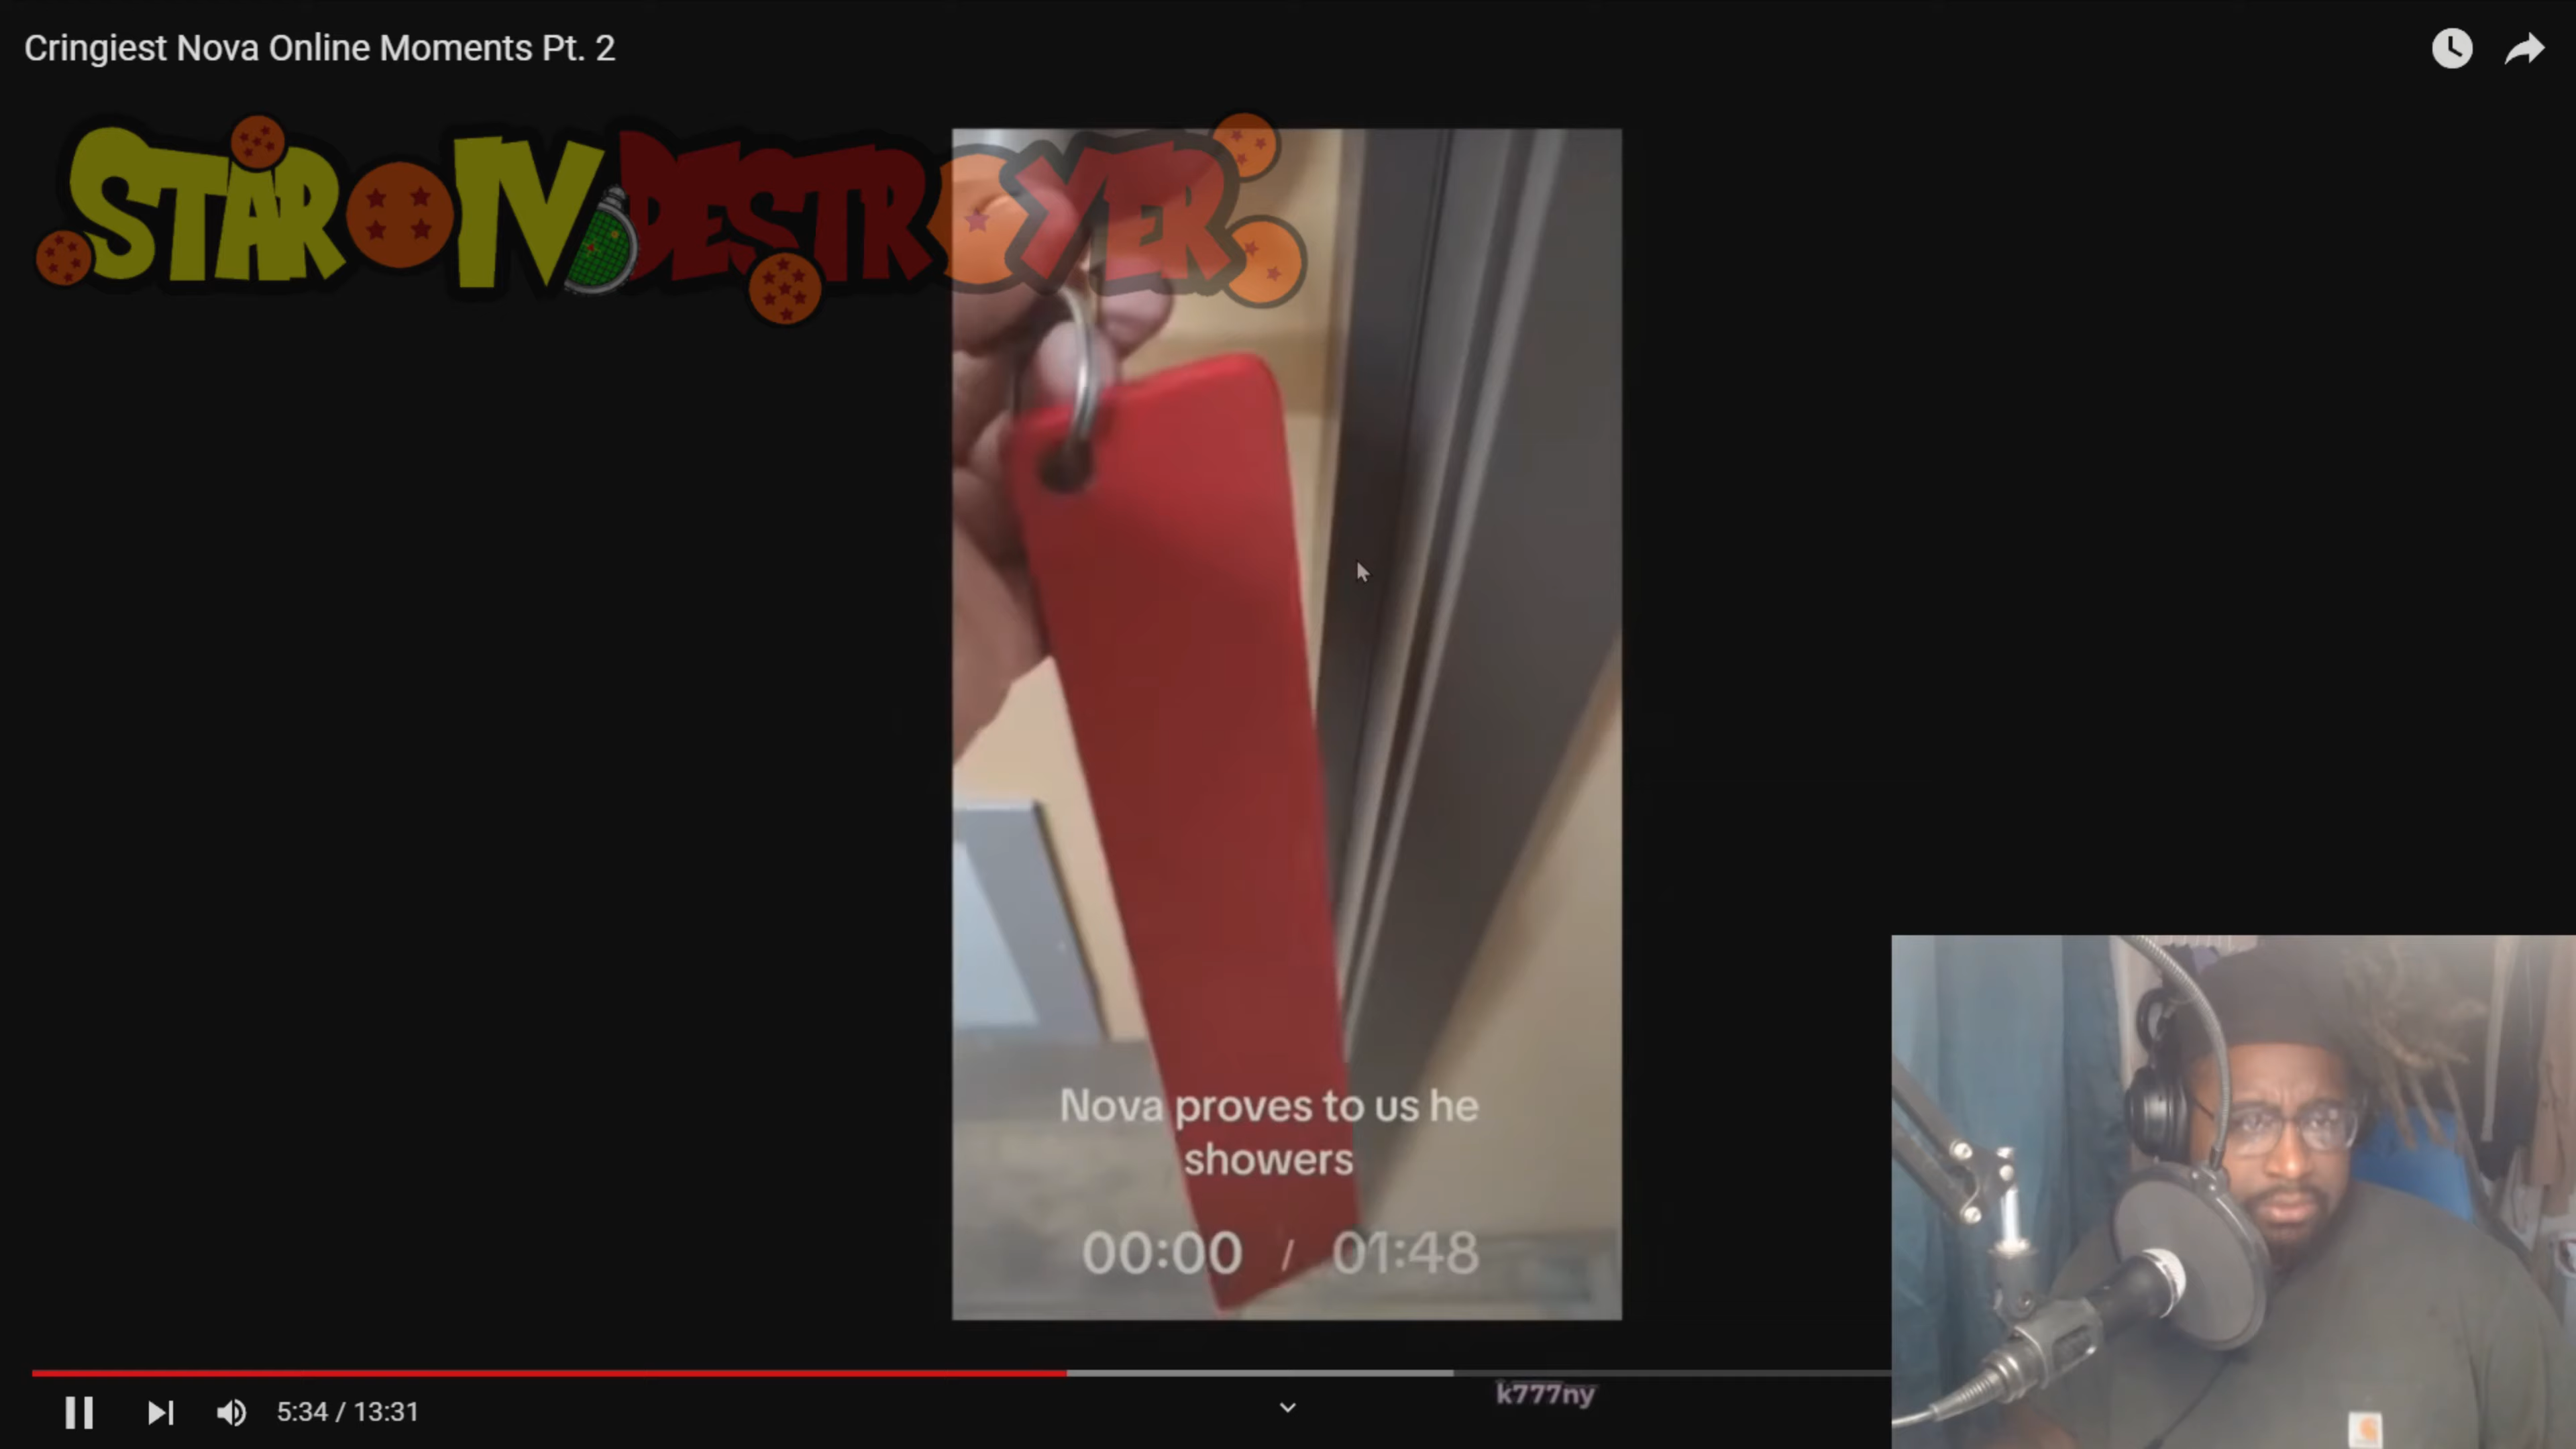 Cringiest Nova Online Moments Pt. 2
STAR IV DESTROYER
Nova proves to us he
showers
00:00 / 01:48
k777ny
5:34 / 13:31